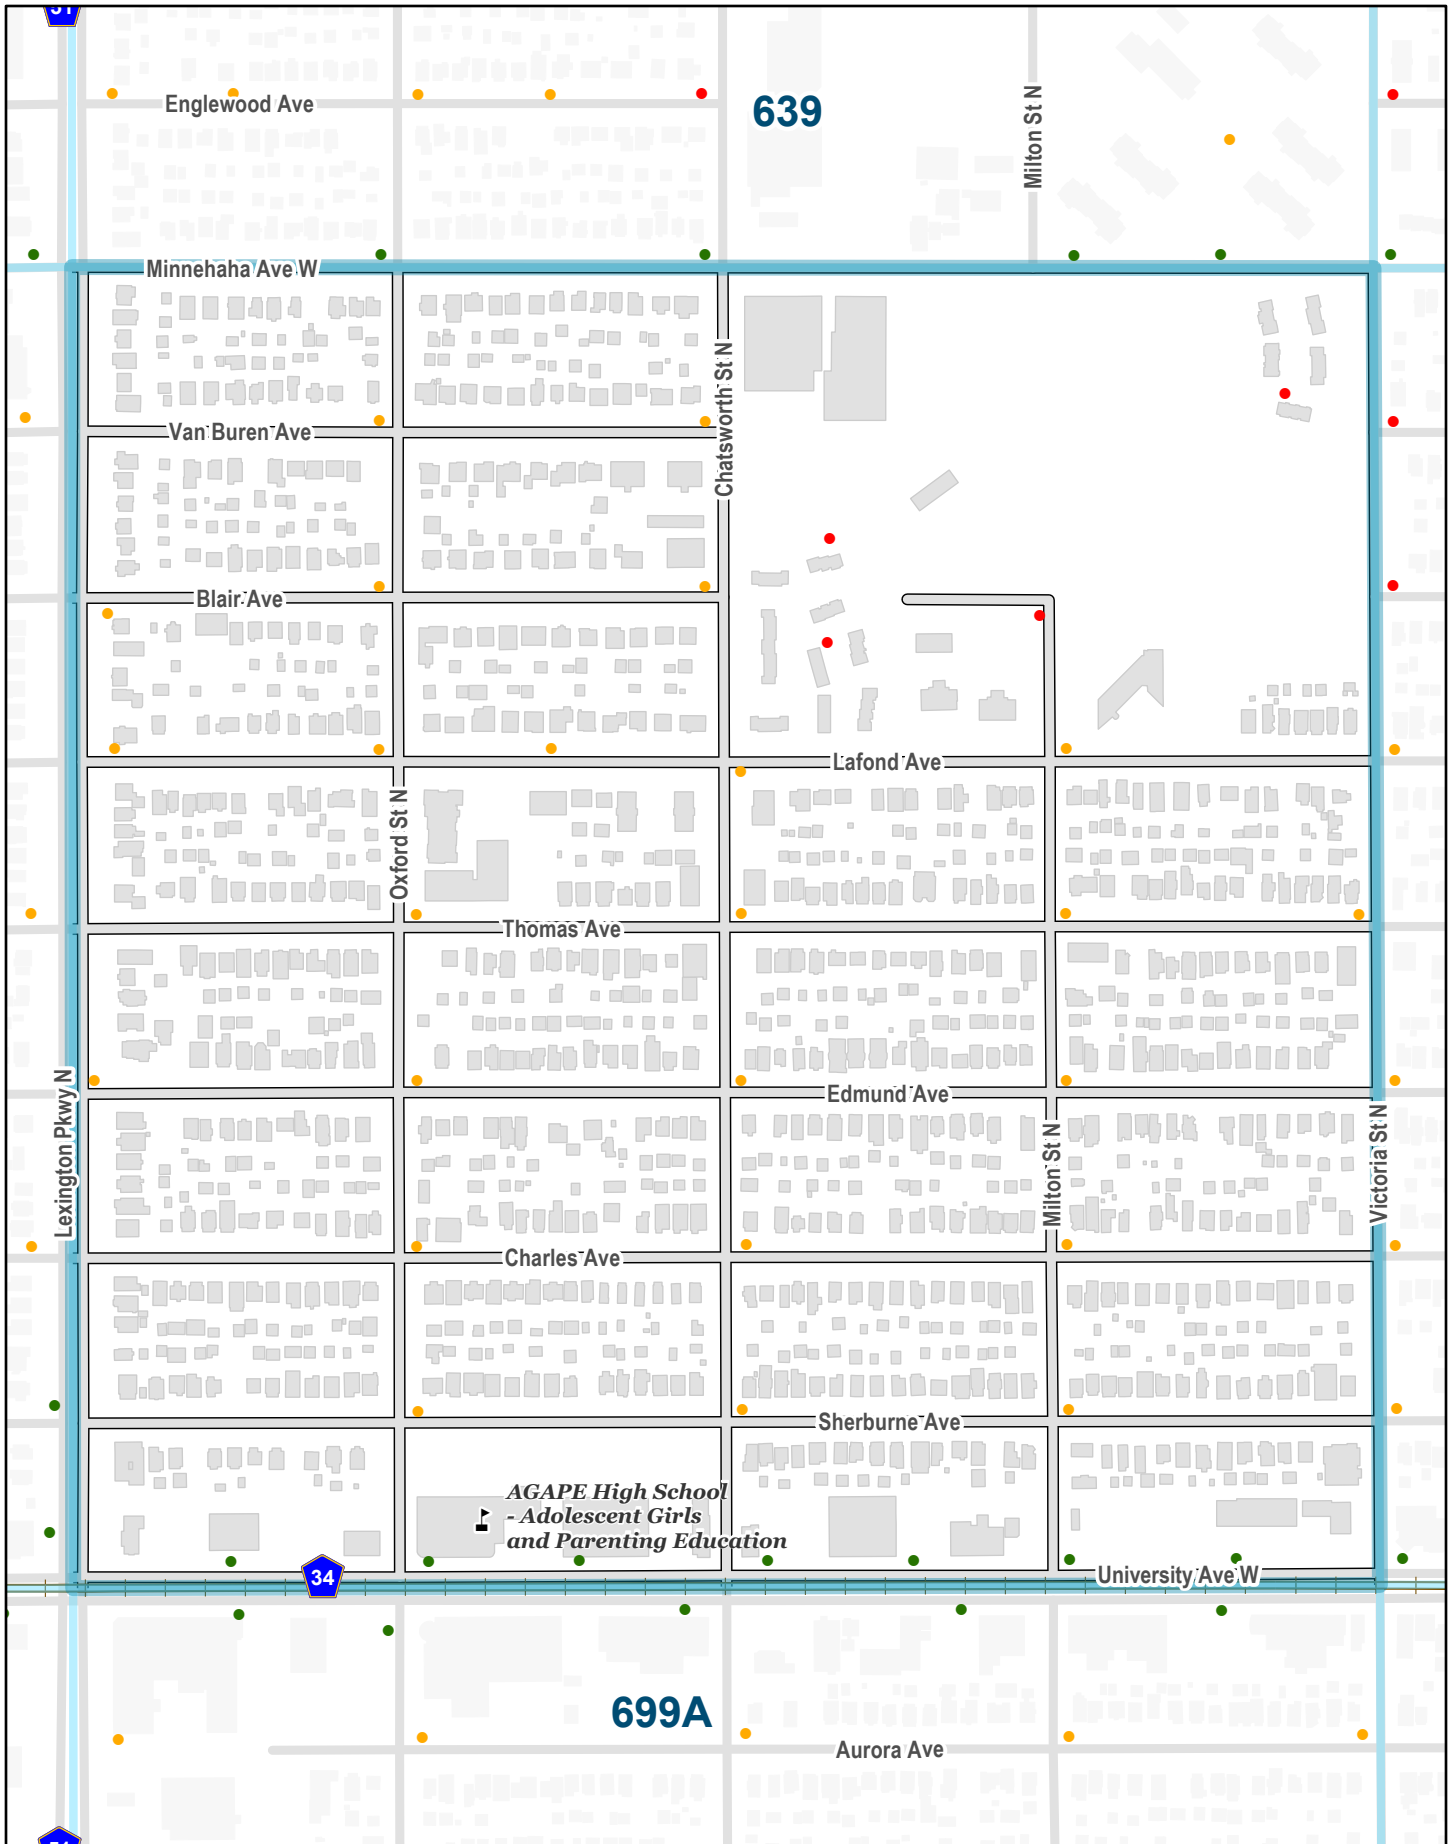 51
Englewood Ave
639
Milton St N
Minnehaha Ave W
Chatsworth St N
Van Buren Ave
Blair Ave
Lafond Ave
Oxford St N
Thomas Ave
Edmund Ave
Lexington Pkwy N
Milton St N
Victoria St N
Charles Ave
Sherburne Ave
AGAPE High School
- Adolescent Girls
and Parenting Education
34
University Ave W
699A
Aurora Ave